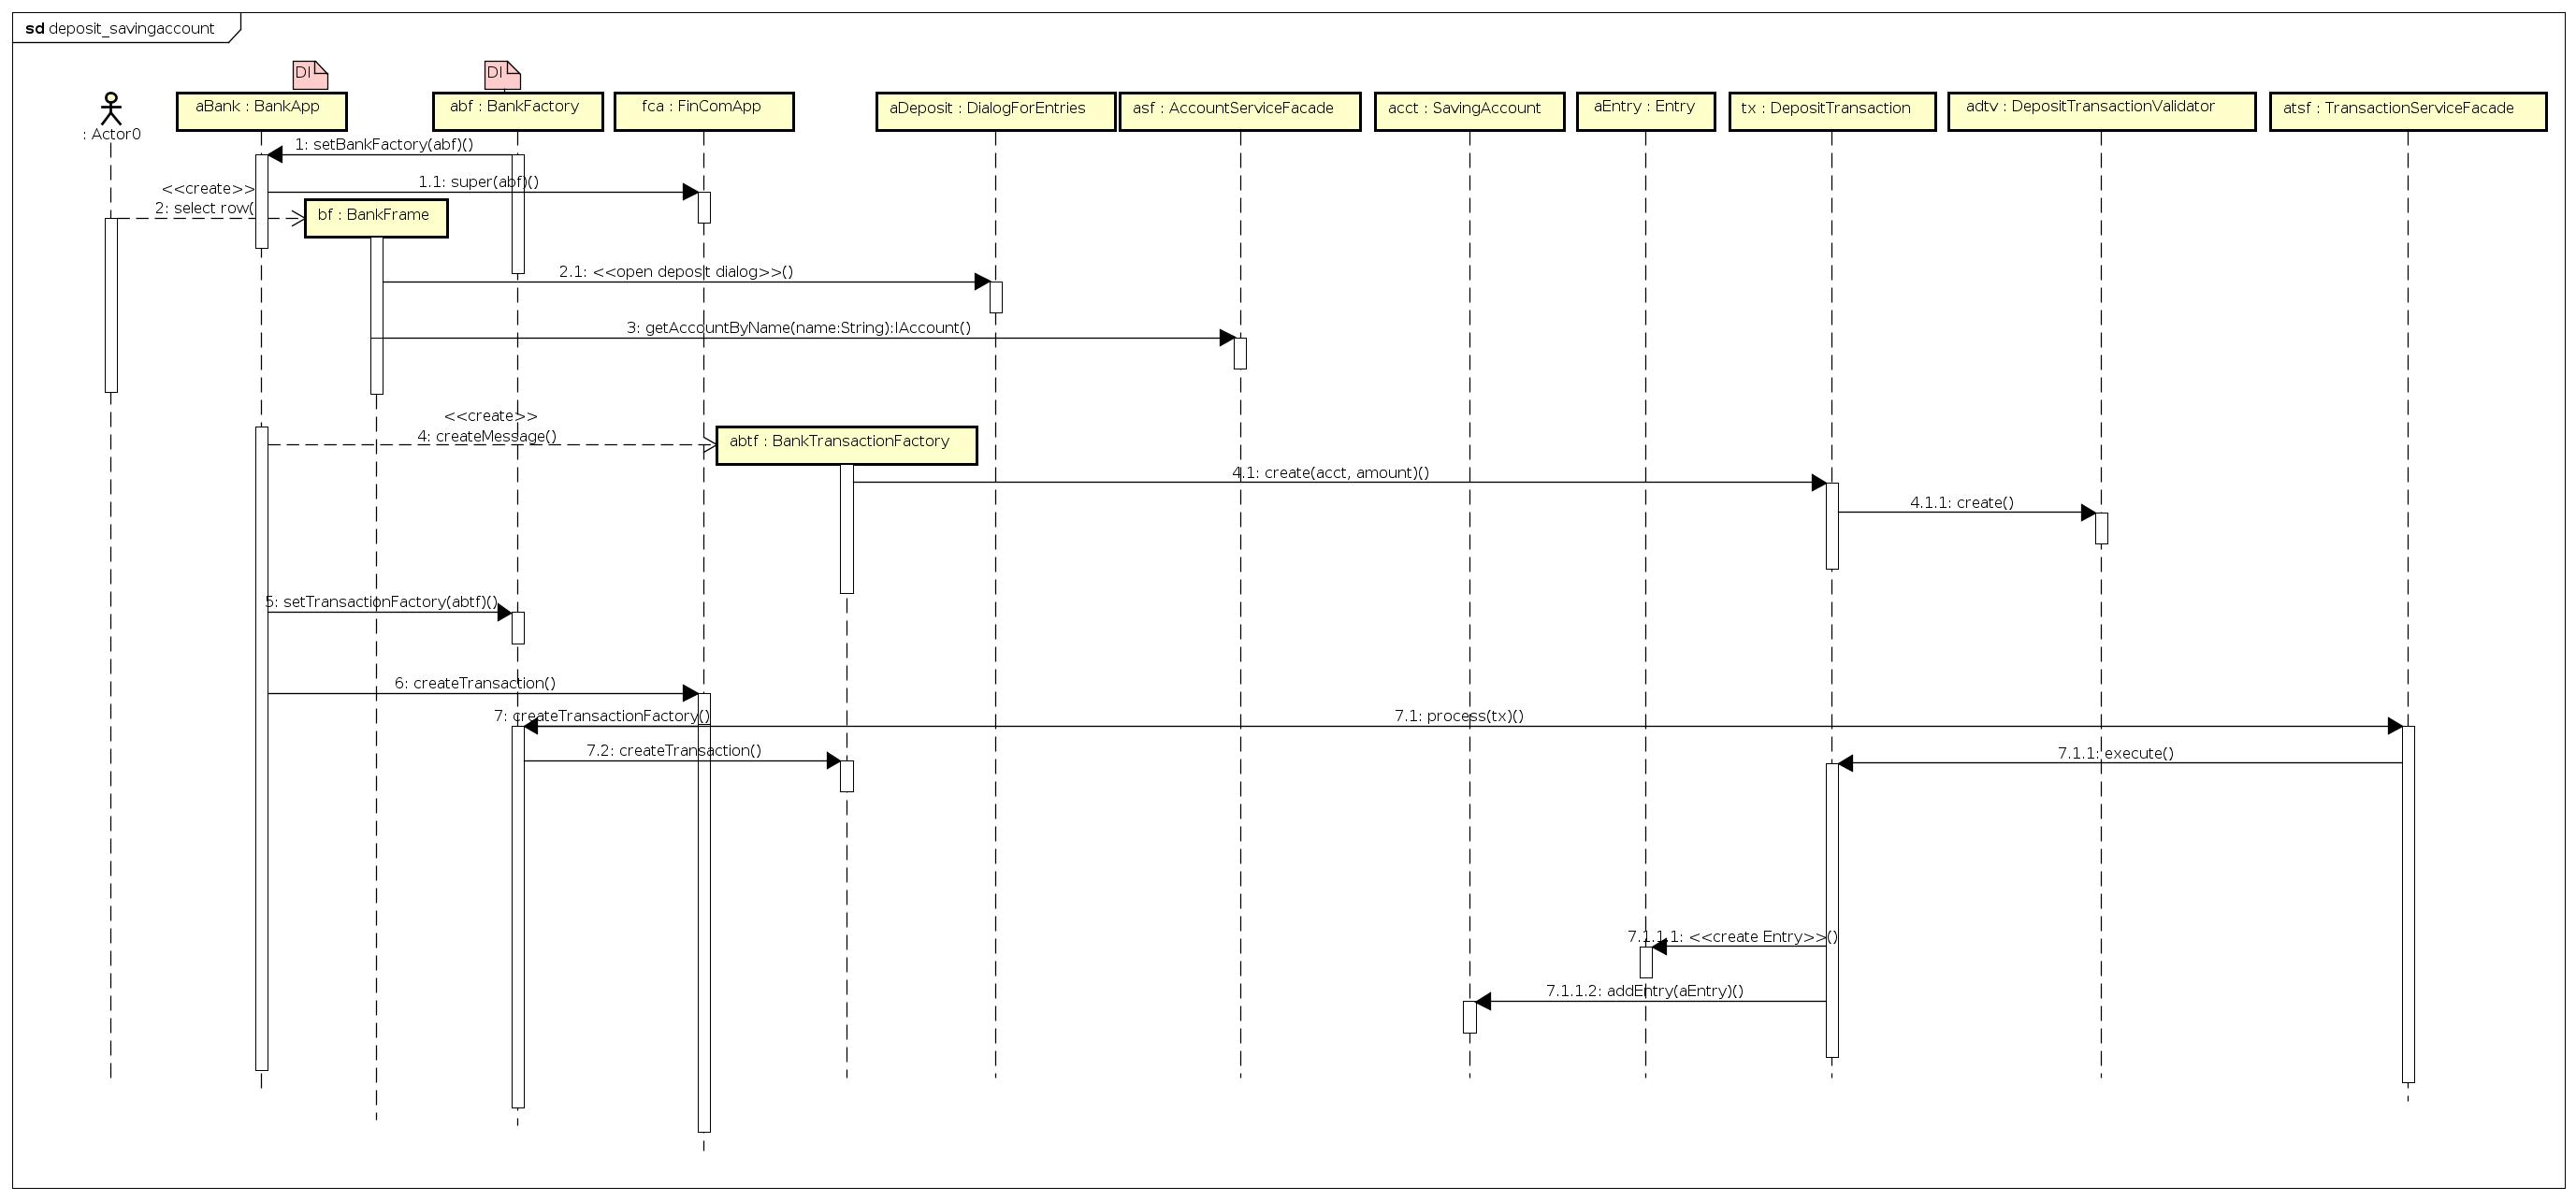 sd deposit_savingaccount
DI
DI
: Actor0
aBank : BankApp
abf : BankFactory
fca : FinComApp
aDeposit : DialogForEntries
asf : AccountServiceFacade
acct : SavingAccount
aEntry : Entry
tx : DepositTransaction
adtv : DepositTransactionValidator
atsf : TransactionServiceFacade
1: setBankFactory(abf)()
1.1: super(abf)()
<<create>>
2: select row(
bf : BankFrame
2.1: <<open deposit dialog>>()
3: getAccountByName(name:String):IAccount()
<<create>>
4: createMessage()
abtf : BankTransactionFactory
4.1: create(acct, amount)()
4.1.1: create()
5: setTransactionFactory(abtf)()
6: createTransaction()
7: createTransactionFactory()
7.1: process(tx)()
7.2: createTransaction()
7.1.1: execute()
7.1.1.1: <<create Entry>>()
7.1.1.2: addEntry(aEntry)()